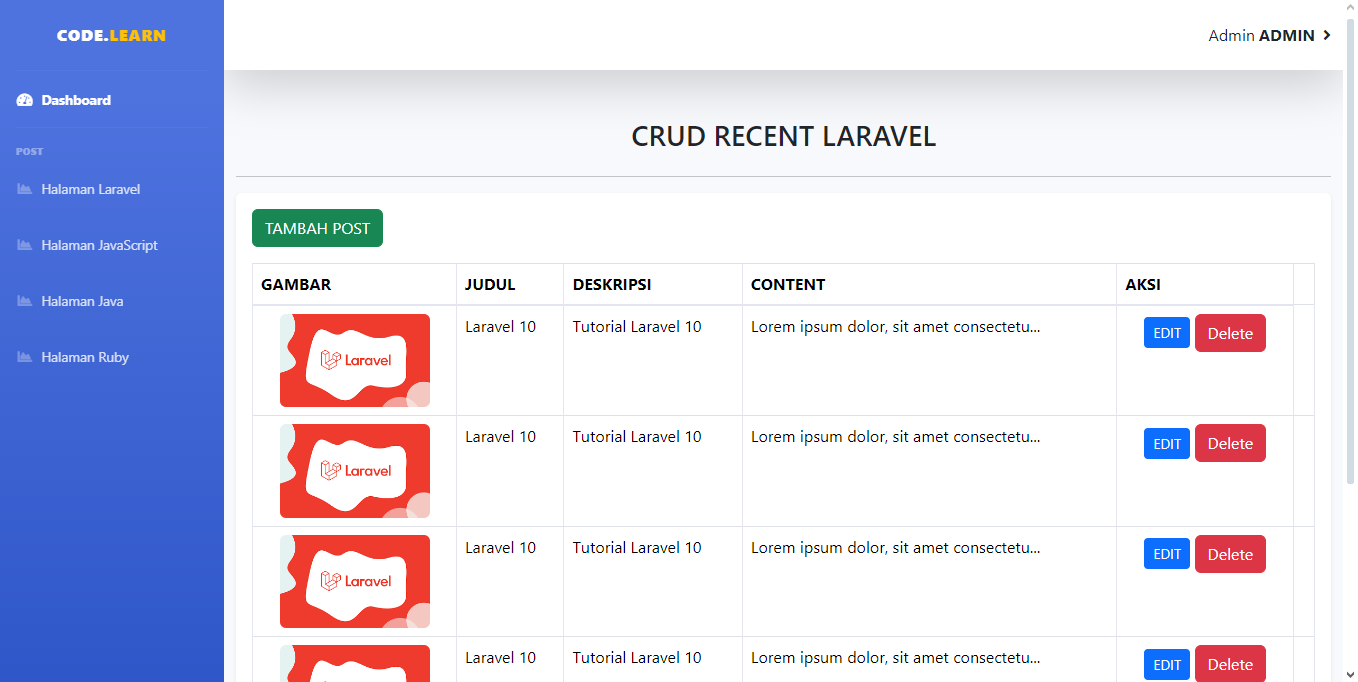 CODE.LEARN
Admin ADMIN
Dashboard
POST
Halaman Laravel
Halaman JavaScript
Halaman Java
Halaman Ruby
CRUD RECENT LARAVEL
TAMBAH POST
GAMBAR JUDUL DESKRIPSI CONTENT AKSI
Laravel Laravel 10 Tutorial Laravel 10 Lorem ipsum dolor, sit amet consectetu... EDIT Delete
Laravel Laravel 10 Tutorial Laravel 10 Lorem ipsum dolor, sit amet consectetu... EDIT Delete
Laravel Laravel 10 Tutorial Laravel 10 Lorem ipsum dolor, sit amet consectetu... EDIT Delete
Laravel 10 Tutorial Laravel 10 Lorem ipsum dolor, sit amet consectetu... EDIT Delete